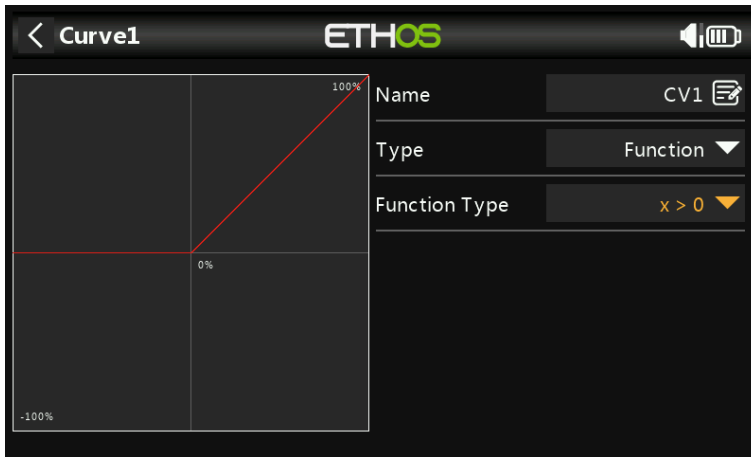 Curve1
ETHOS
100%
0%
-100%
Name CV1
Type Function
Function Type x > 0